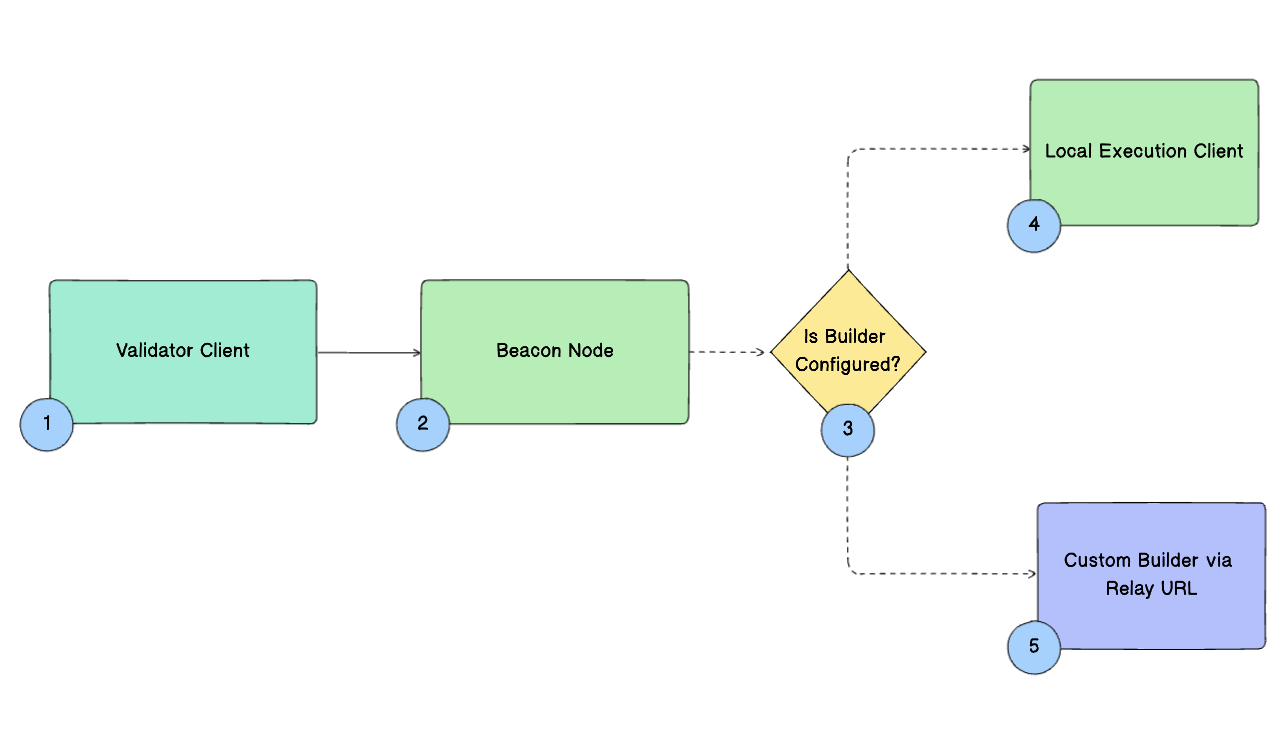 Validator Client
1
Beacon Node
2
Is Builder
Configured?
3
Local Execution Client
4
Custom Builder via
Relay URL
5